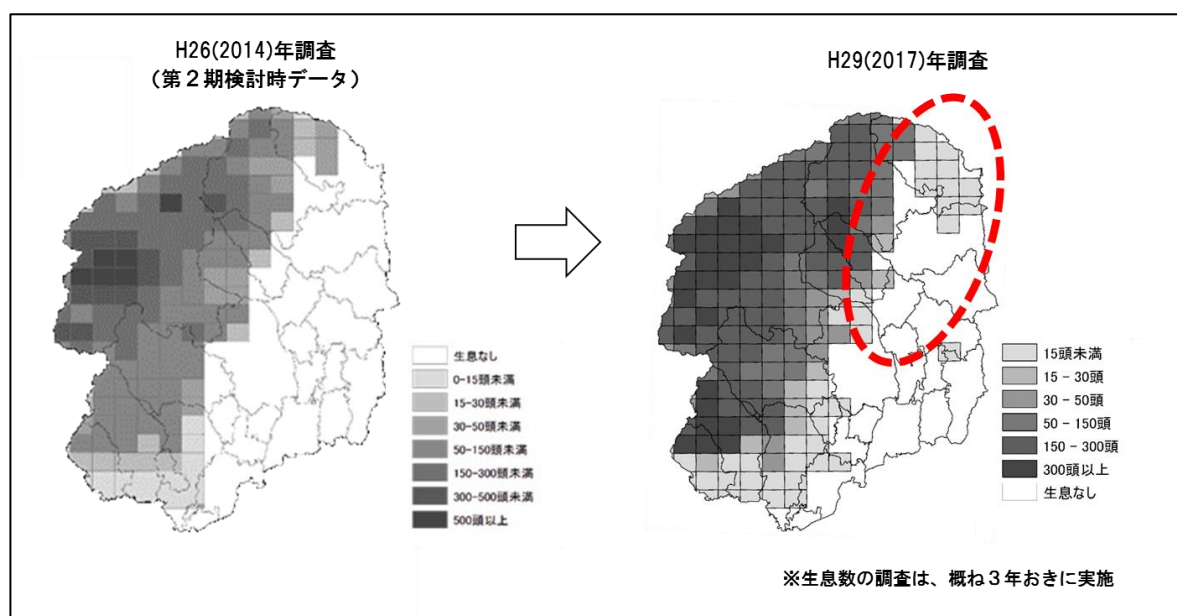 H26(2014)年調査
(第2期検討時データ)
H29(2017)年調査
生息なし
0-15頭未満
15-30頭未満
30-50頭未満
50-150頭未満
150-300頭未満
300-500頭未満
500頭以上
15頭未満
15 - 30頭
30 - 50頭
50 - 150頭
150 - 300頭
300頭以上
生息なし
※生息数の調査は、概ね3年おきに実施